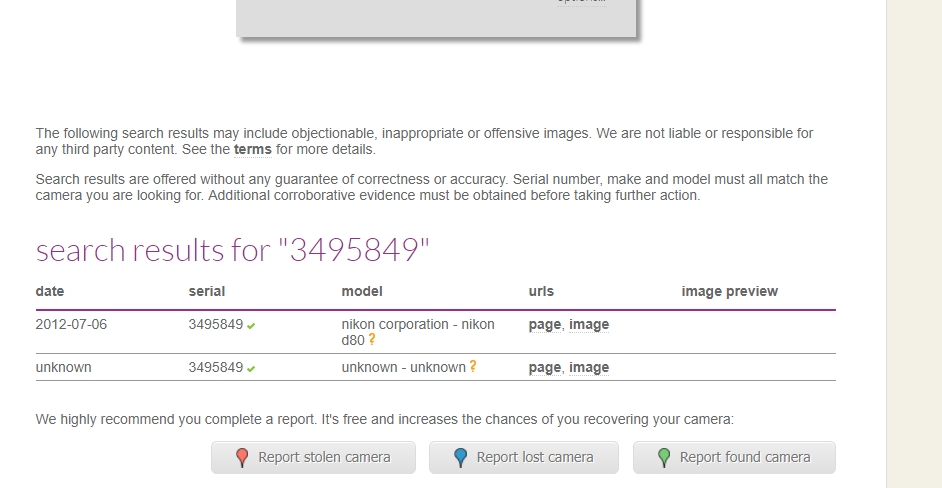 The following search results may include objectionable, inappropriate or offensive images. We are not liable or responsible for
any third party content. See the terms for more details.
Search results are offered without any guarantee of correctness or accuracy. Serial number, make and model must all match the
camera you are looking for. Additional corroborative evidence must be obtained before taking further action.
search results for "3495849"
date serial model urls image preview
2012-07-06 3495849 nikon corporation - nikon page, image
d80 ?
unknown 3495849 unknown - unknown ? page, image
We highly recommend you complete a report. It's free and increases the chances of you recovering your camera:
Report stolen camera Report lost camera Report found camera